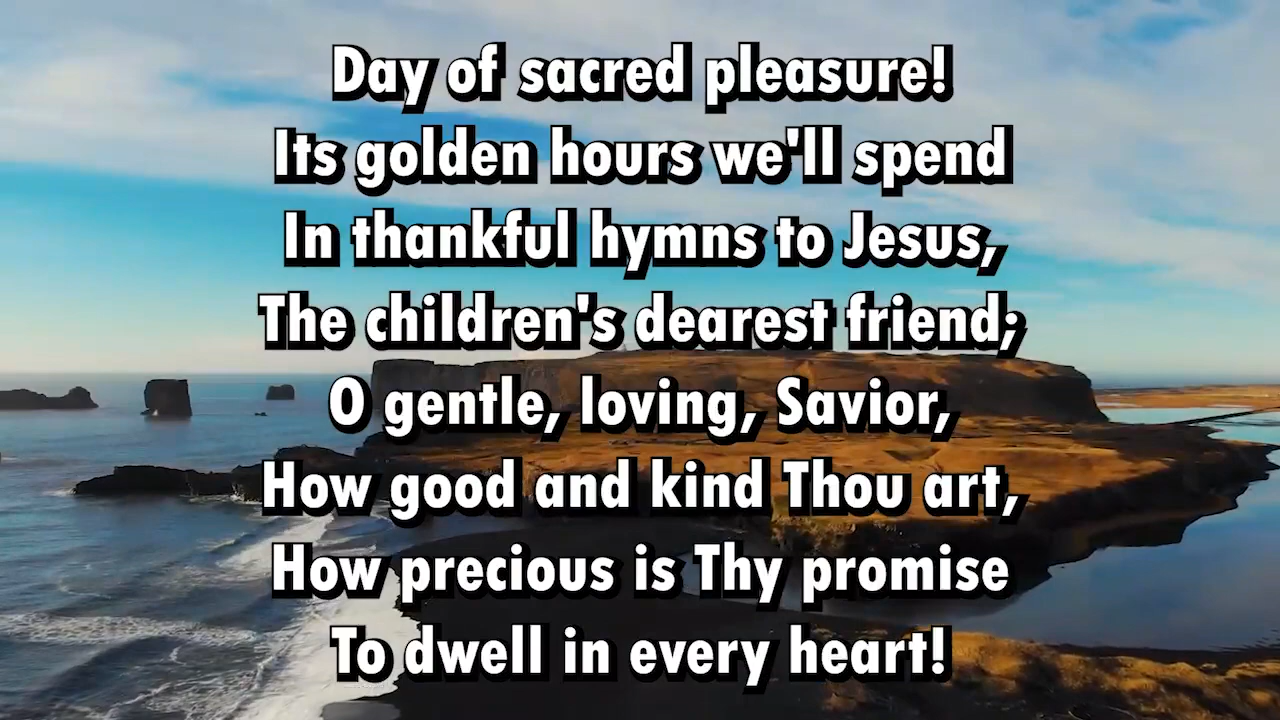 Day of sacred pleasure!
Its golden hours we'll spend
In thankful hymns to Jesus,
The children's dearest friend;
O gentle, loving, Savior,
How good and kind Thou art,
How precious is Thy promise
To dwell in every heart!